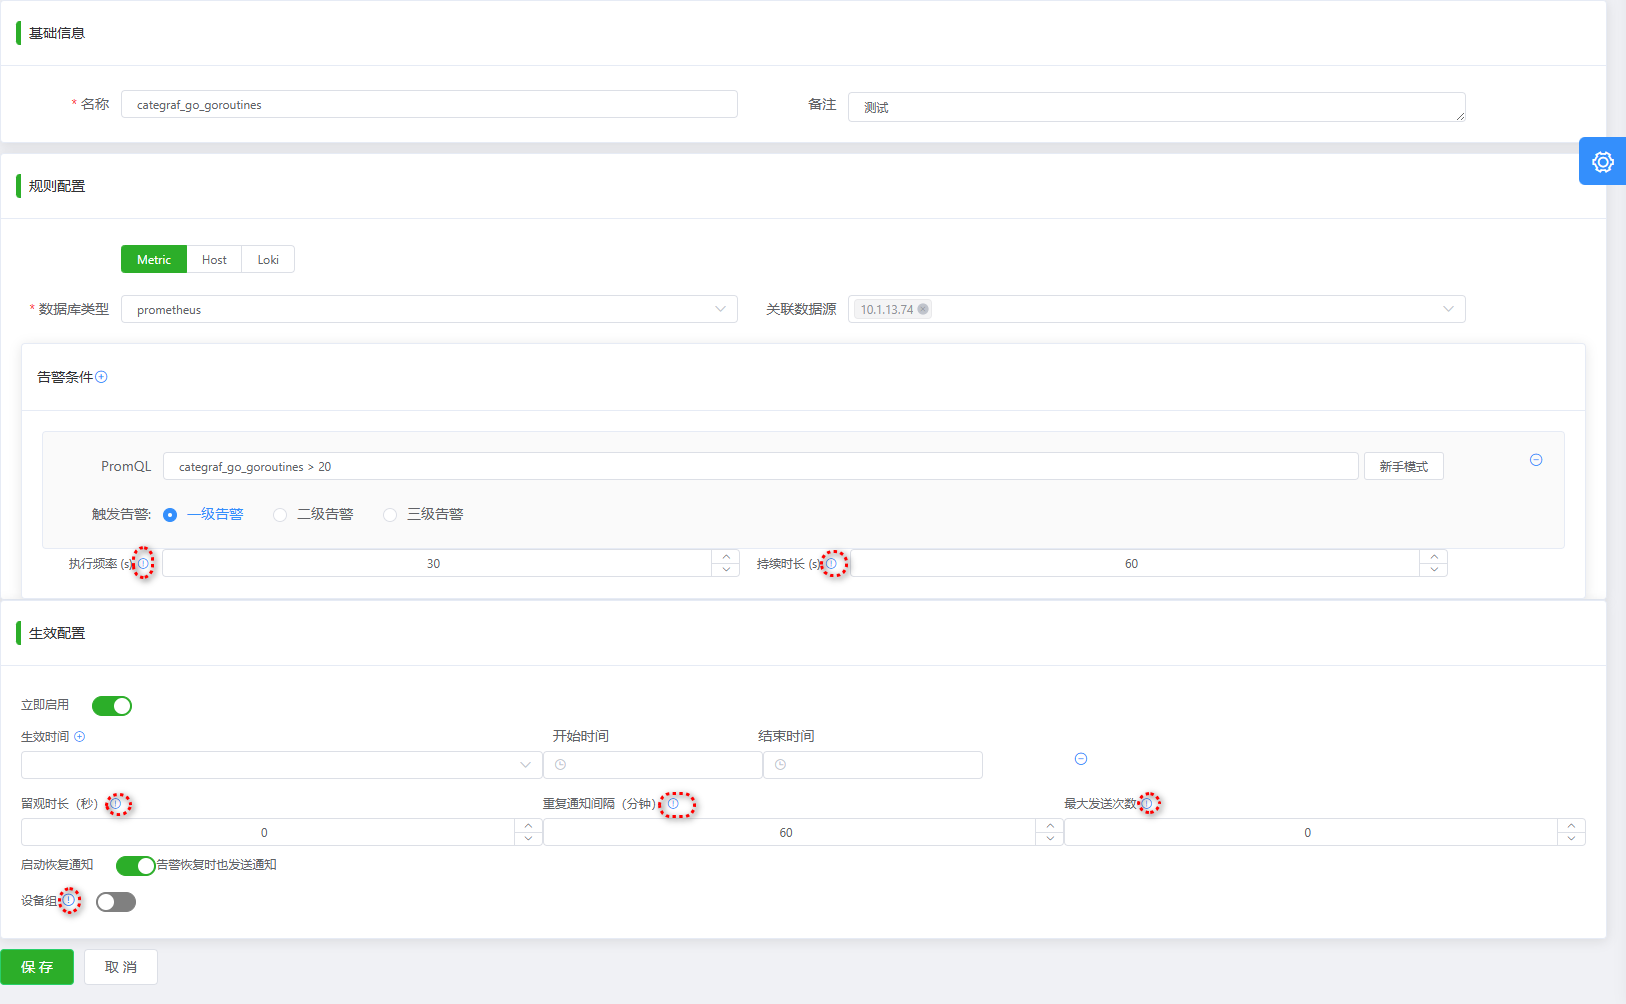 基础信息
* 名称 categraf_go_goroutines 备注 测试
规则配置
Metric Host Loki
* 数据库类型 prometheus 关联数据源 10.1.13.74
告警条件
PromQL categraf_go_goroutines > 20 新手模式
触发告警: 一级告警 二级告警 三级告警
执行频率 (s) 30 持续时长 (s) 60
生效配置
立即启用
生效时间 开始时间 结束时间
留观时长（秒） 重复通知间隔（分钟） 最大发送次数
0 60 0
启动恢复通知 告警恢复时也发送通知
设备组
保存 取消